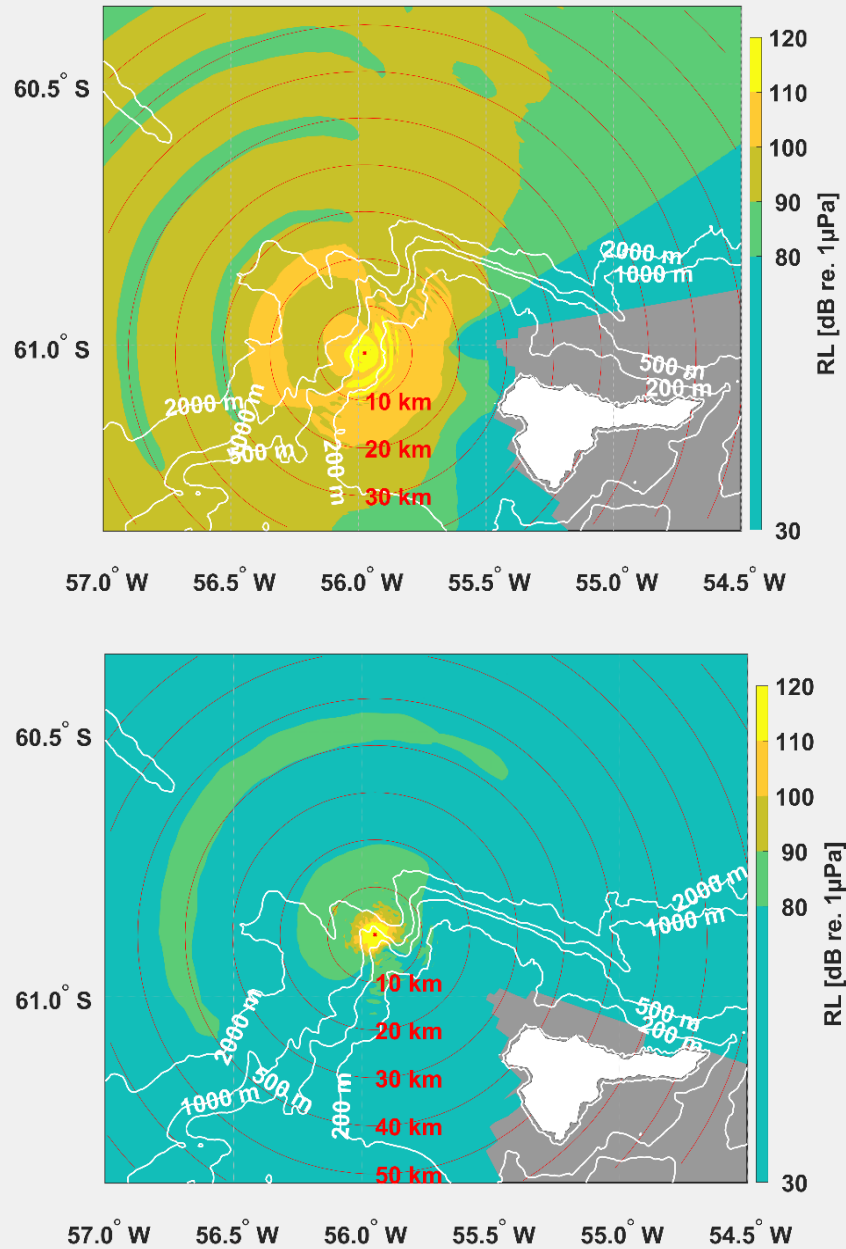 120
60.5° S
110
100
90
2000 m
1000 m
80
RL [dB re. 1µPa]
61.0° S
500 m
200 m
2000 m
10 km
1000 m
500 m
200 m
20 km
30 km
30
57.0° W
56.5° W
56.0° W
55.5° W
55.0° W
54.5° W
120
60.5° S
110
100
90
2000 m
80
1000 m
RL [dB re. 1µPa]
61.0° S
10 km
500 m
200 m
2000 m
20 km
500 m
1000 m
30 km
200 m
40 km
50 km
30
57.0° W
56.5° W
56.0° W
55.5° W
55.0° W
54.5° W